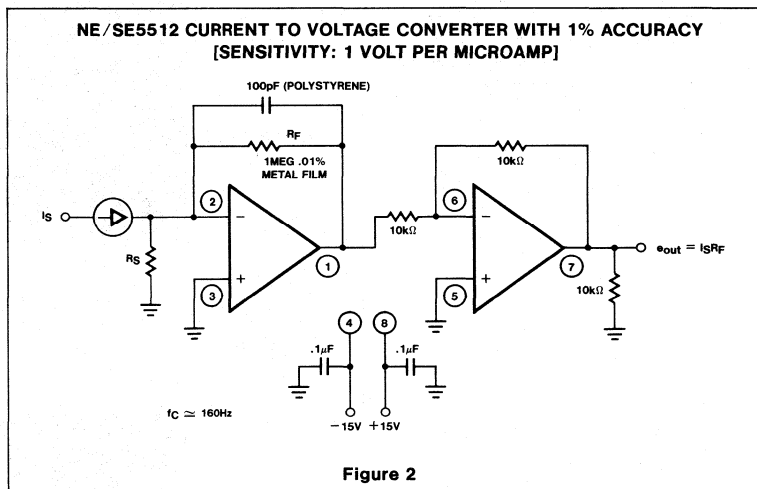 NE/SE5512 CURRENT TO VOLTAGE CONVERTER WITH 1% ACCURACY
[SENSITIVITY: 1 VOLT PER MICROAMP]
100pF (POLYSTYRENE)
RF
1MEG .01%
METAL FILM
10kΩ
IS
2
6
RS
1
10kΩ
7
eout = ISRF
3
5
10kΩ
4
8
.1μF
.1μF
fC ≃ 160Hz
−15V
+15V
Figure 2